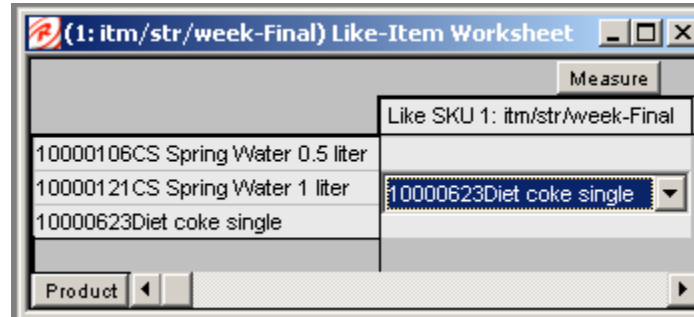 (1: itm/str/week-Final) Like-Item Worksheet
Measure
Like SKU 1: itm/str/week-Final
10000106CS Spring Water 0.5 liter
10000121CS Spring Water 1 liter
10000623Diet coke single
10000623Diet coke single
Product